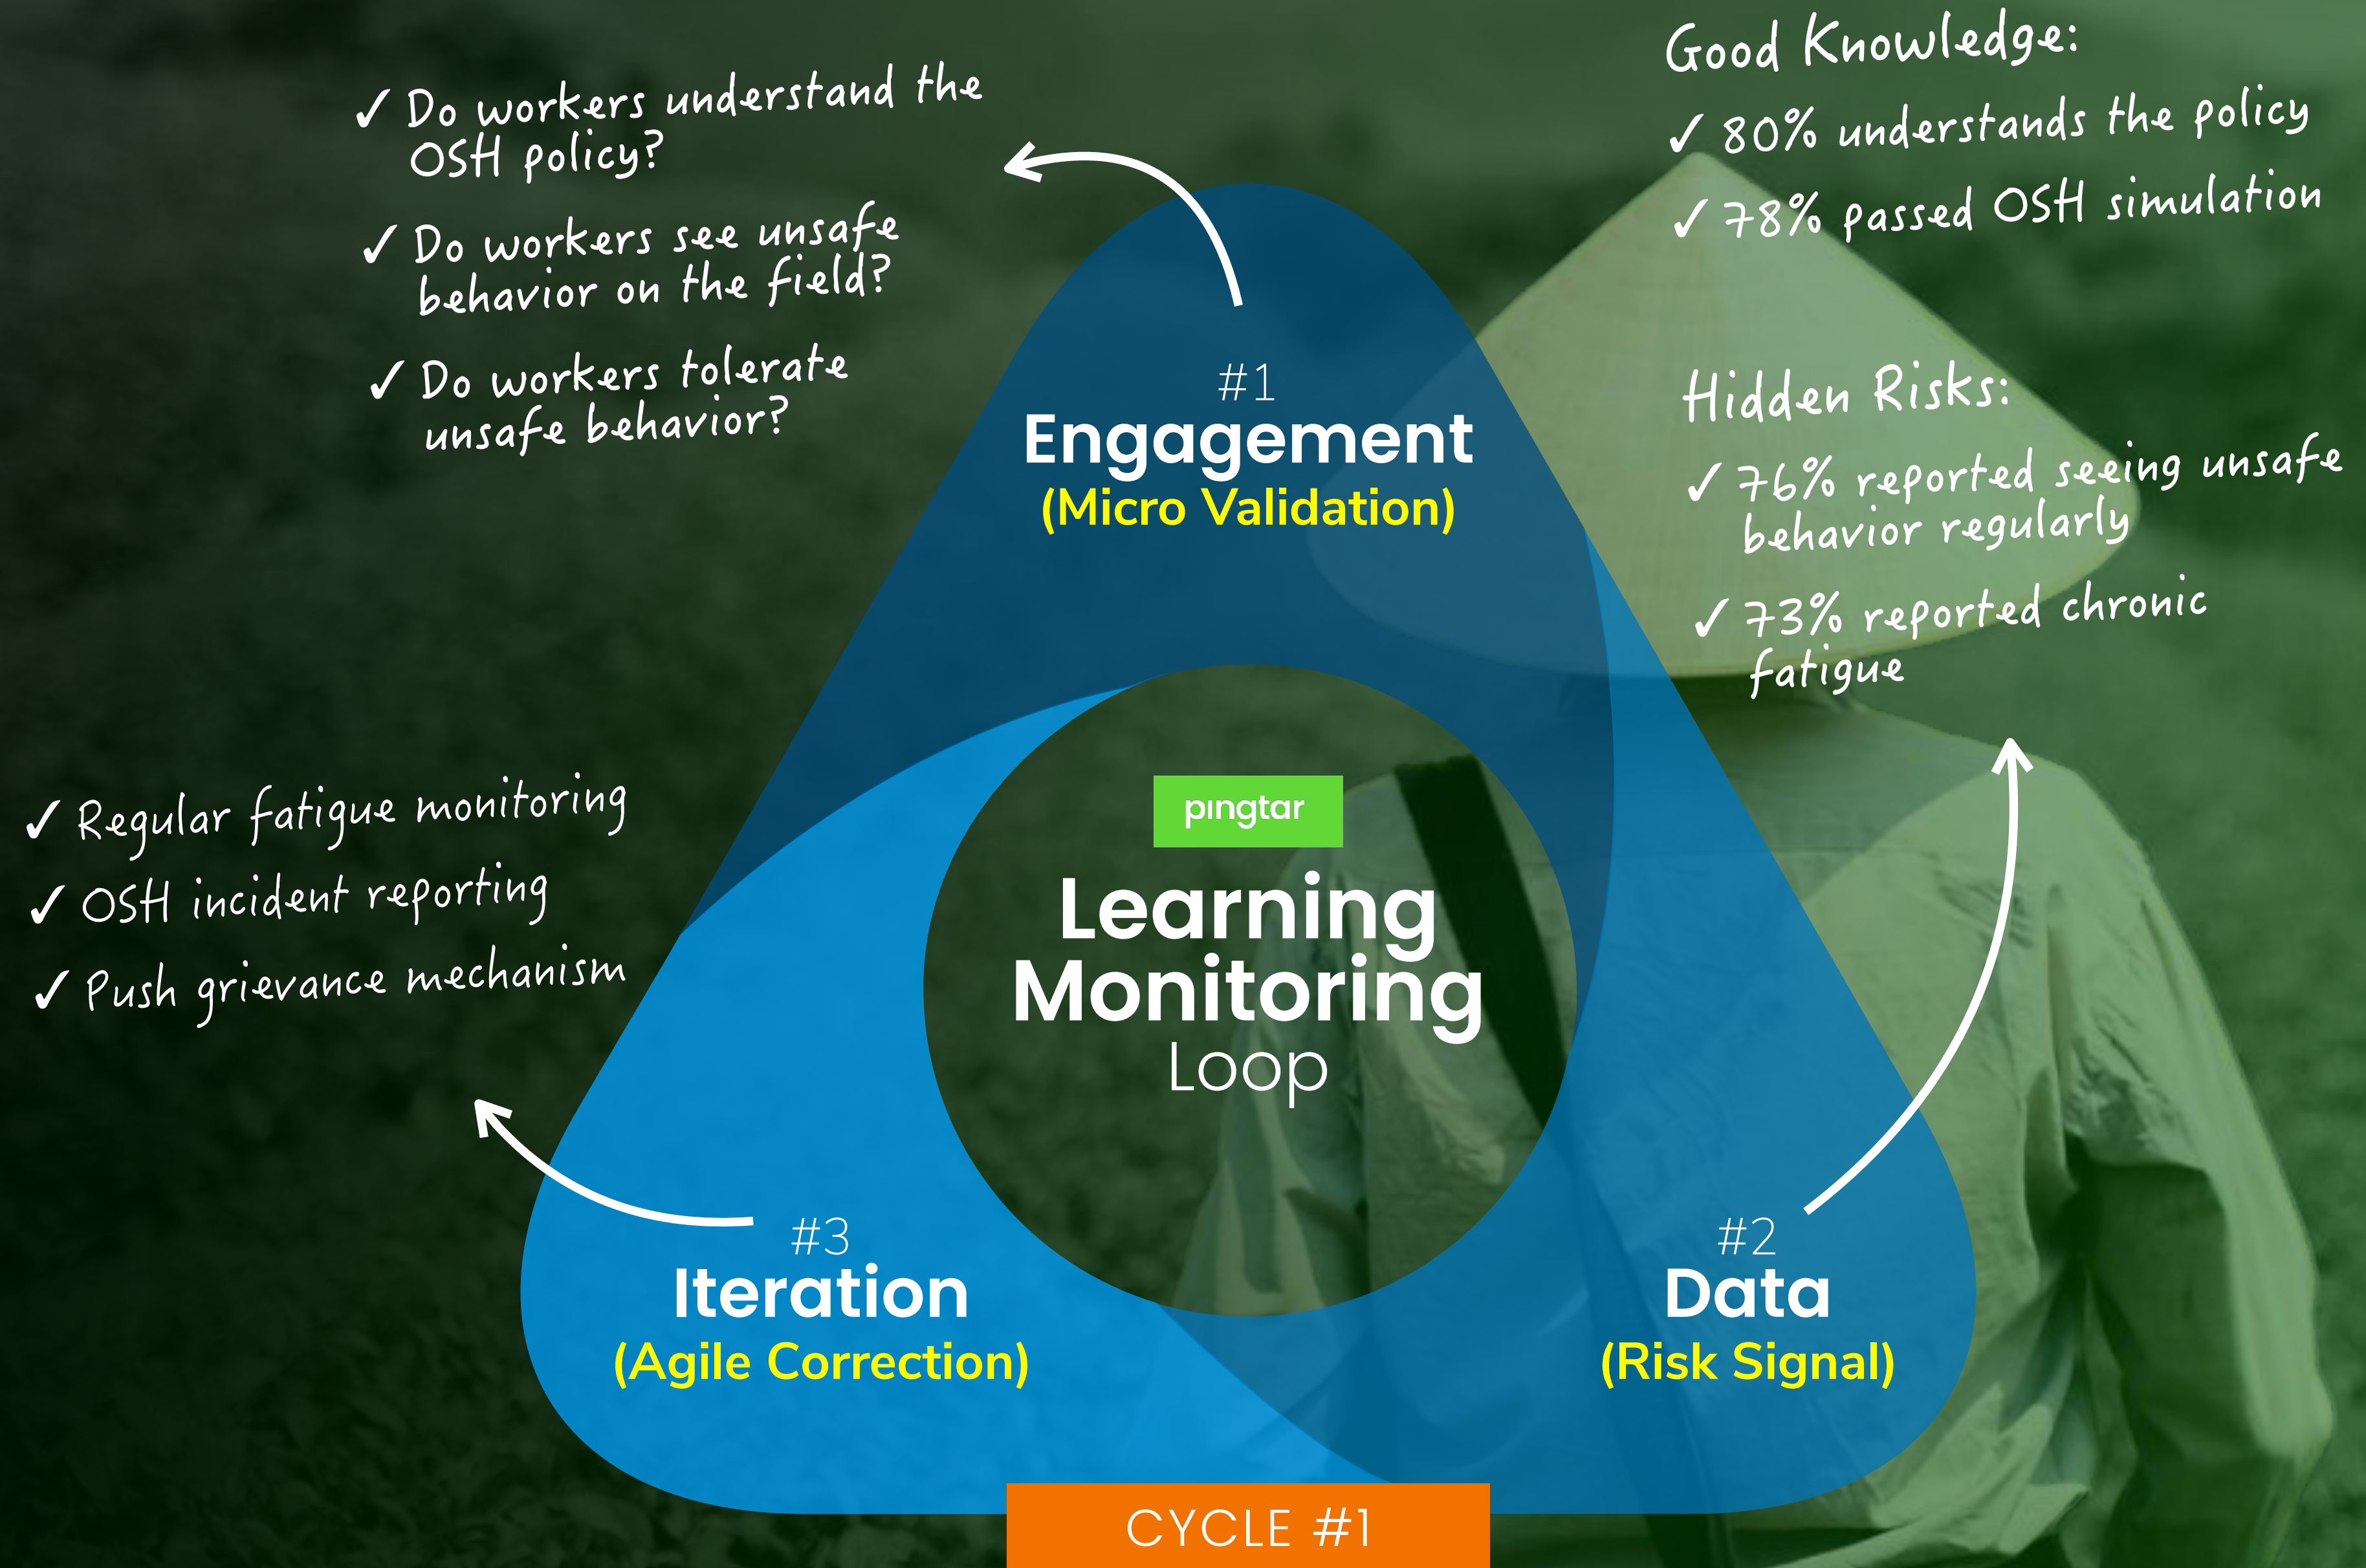 ✓ Do workers understand the
OSH policy?
✓ Do workers see unsafe
behavior on the field?
✓ Do workers tolerate
unsafe behavior?
Good Knowledge:
✓ 80% understands the policy
✓ 78% passed OSH simulation
Hidden Risks:
✓ 76% reported seeing unsafe
behavior regularly
✓ 73% reported chronic
fatigue
#1
Engagement
(Micro Validation)
pingtar
Learning
Monitoring
Loop
✓ Regular fatigue monitoring
✓ OSH incident reporting
✓ Push grievance mechanism
#3
Iteration
(Agile Correction)
#2
Data
(Risk Signal)
CYCLE #1